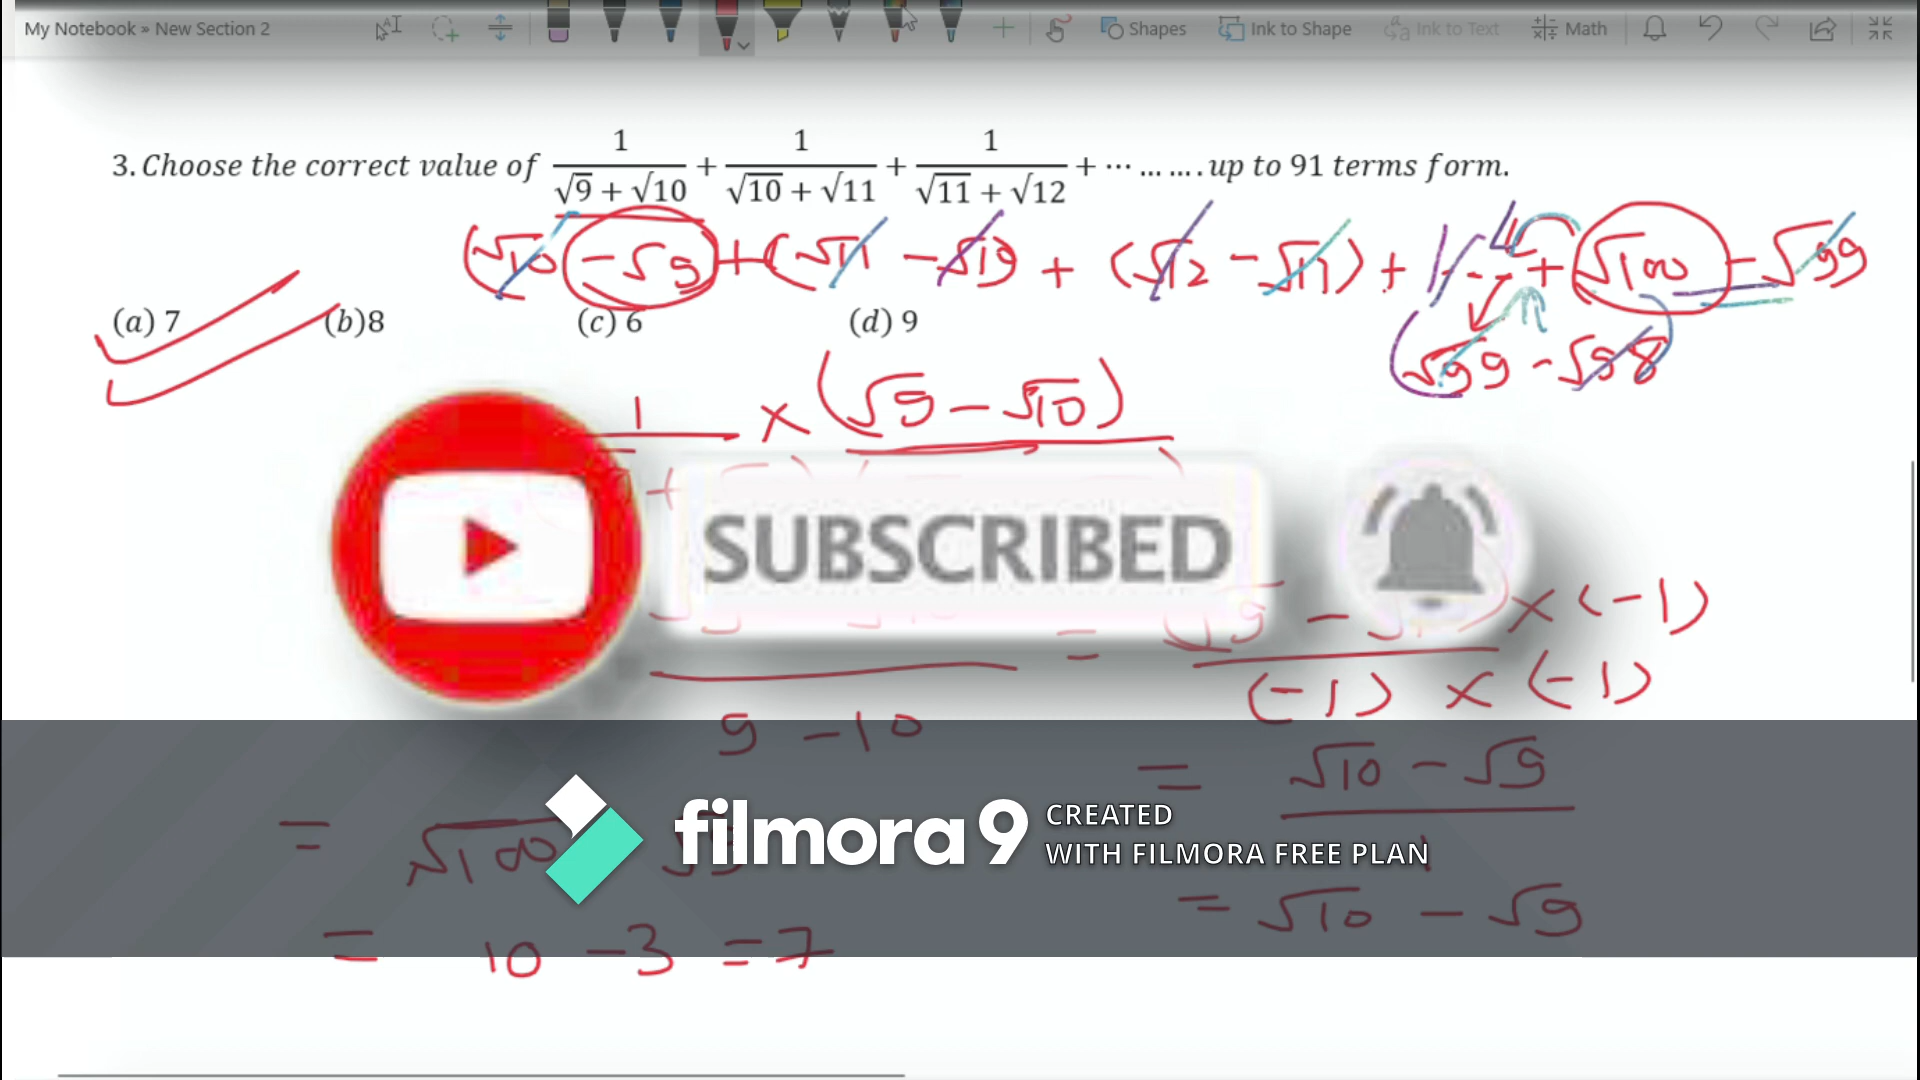 My Notebook » New Section 2
Shapes Ink to Shape Ink to Text Math
3. Choose the correct value of 1/(√9 + √10) + 1/(√10 + √11) + 1/(√11 + √12) + ⋯ ... .... up to 91 terms form.
(√10 - √9) + (√11 - √10) + (√12 - √11) + - - - + √100 - √99
(a) 7 (b)8 (c) 6 (d) 9
√99 - √98
1 × (√9 - √10)
SUBSCRIBED
× (-1)
=
(-1) × (-1)
9 - 10
= √10 - √9
filmora9 CREATED
WITH FILMORA FREE PLAN
= √100
= √10 - √9
= 10 - 3 = 7